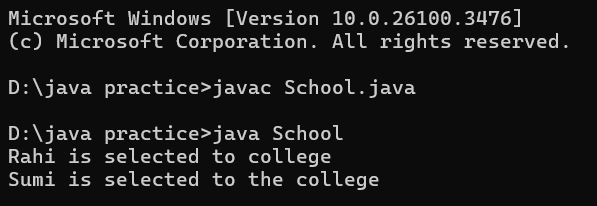 Microsoft Windows [Version 10.0.26100.3476]
(c) Microsoft Corporation. All rights reserved.
D:\java practice>javac School.java
D:\java practice>java School
Rahi is selected to college
Sumi is selected to the college